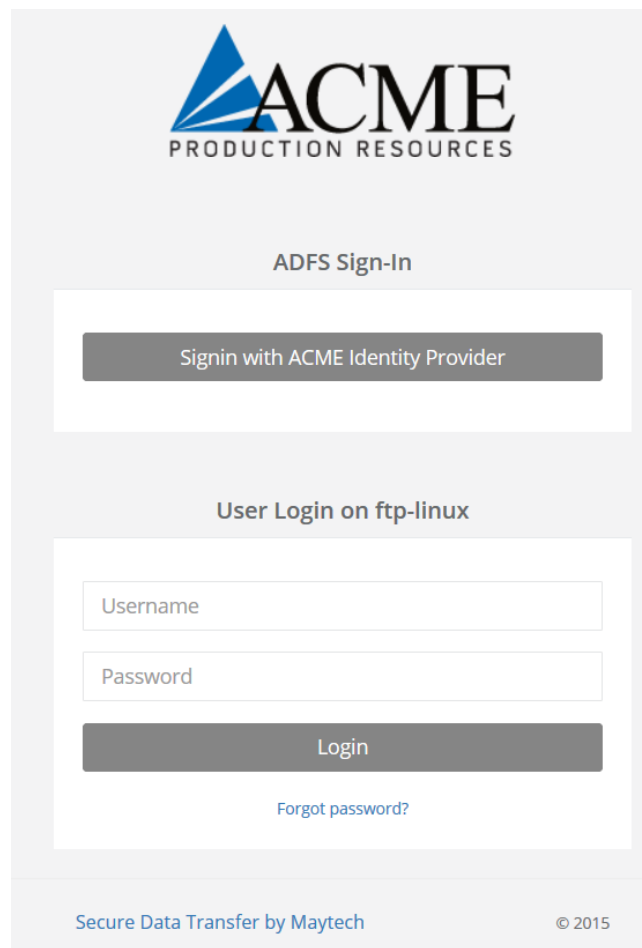 ACME
PRODUCTION RESOURCES
ADFS Sign-In
Signin with ACME Identity Provider
User Login on ftp-linux
Username
Password
Login
Forgot password?
Secure Data Transfer by Maytech © 2015